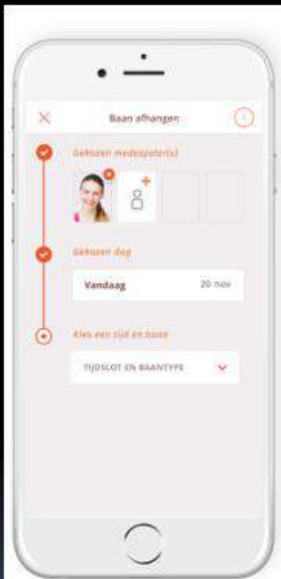 Baan afhangen
Gekozen medespeler(s)
Gekozen dag
Vandaag 20 nov
Kies een tijd en baan
TIJDSLOT EN BAANTYPE